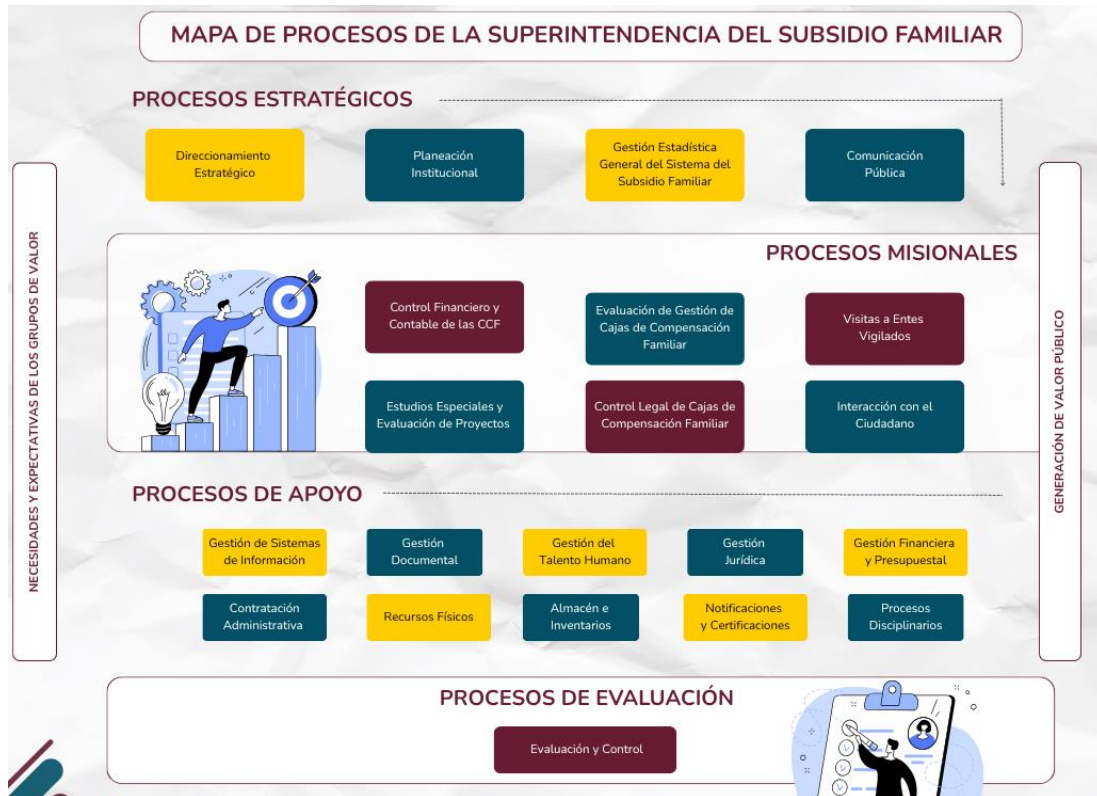 MAPA DE PROCESOS DE LA SUPERINTENDENCIA DEL SUBSIDIO FAMILIAR
PROCESOS ESTRATÉGICOS
Direccionamiento
Estratégico
Planeación
Institucional
Gestión Estadística
General del Sistema del
Subsidio Familiar
Comunicación
Pública
NECESIDADES Y EXPECTATIVAS DE LOS GRUPOS DE VALOR
PROCESOS MISIONALES
Control Financiero y
Contable de las CCF
Evaluación de Gestión de
Cajas de Compensación
Familiar
Visitas a Entes
Vigilados
Estudios Especiales y
Evaluación de Proyectos
Control Legal de Cajas de
Compensación Familiar
Interacción con el
Ciudadano
GENERACIÓN DE VALOR PÚBLICO
PROCESOS DE APOYO
Gestión de Sistemas
de Información
Gestión
Documental
Gestión del
Talento Humano
Gestión
Jurídica
Gestión Financiera
y Presupuestal
Contratación
Administrativa
Recursos Físicos
Almacén e
Inventarios
Notificaciones
y Certificaciones
Procesos
Disciplinarios
PROCESOS DE EVALUACIÓN
Evaluación y Control